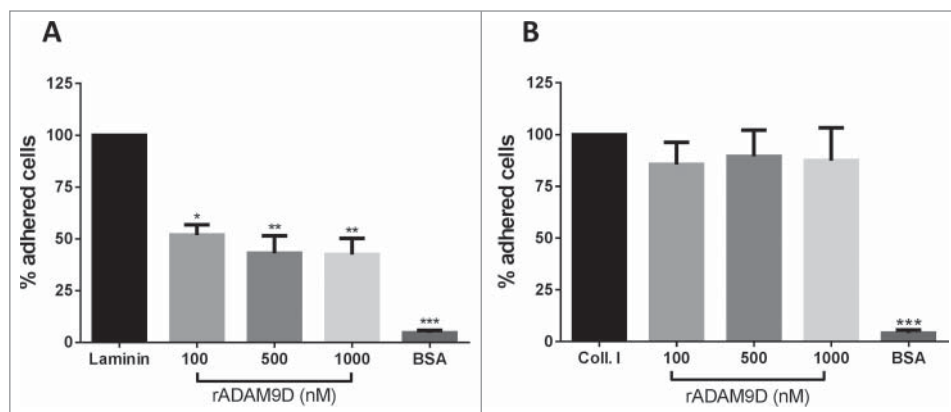 A
% adhered cells
125
100
75
50
25
0
*
**
**
***
Laminin 100 500 1000 BSA
rADAM9D (nM)
B
% adhered cells
125
100
75
50
25
0
***
Coll. I 100 500 1000 BSA
rADAM9D (nM)